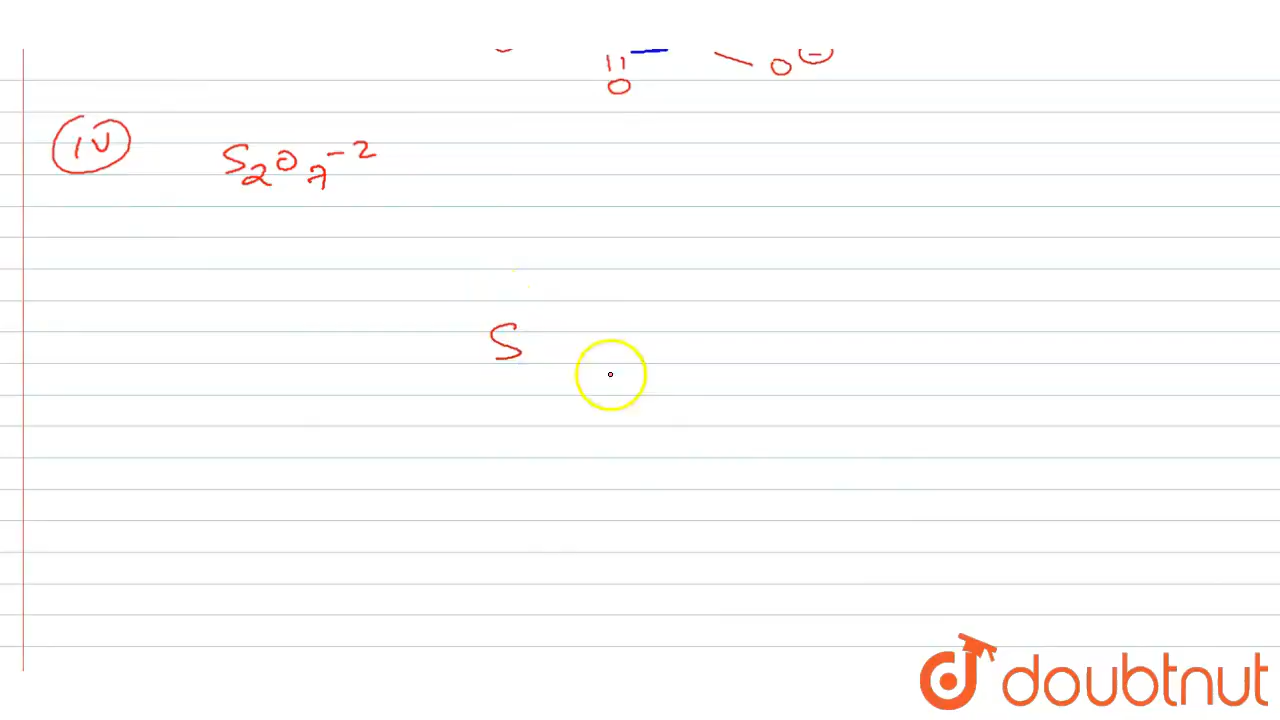 O O⊖
(iv) S₂O₇⁻²
S
doubtnut